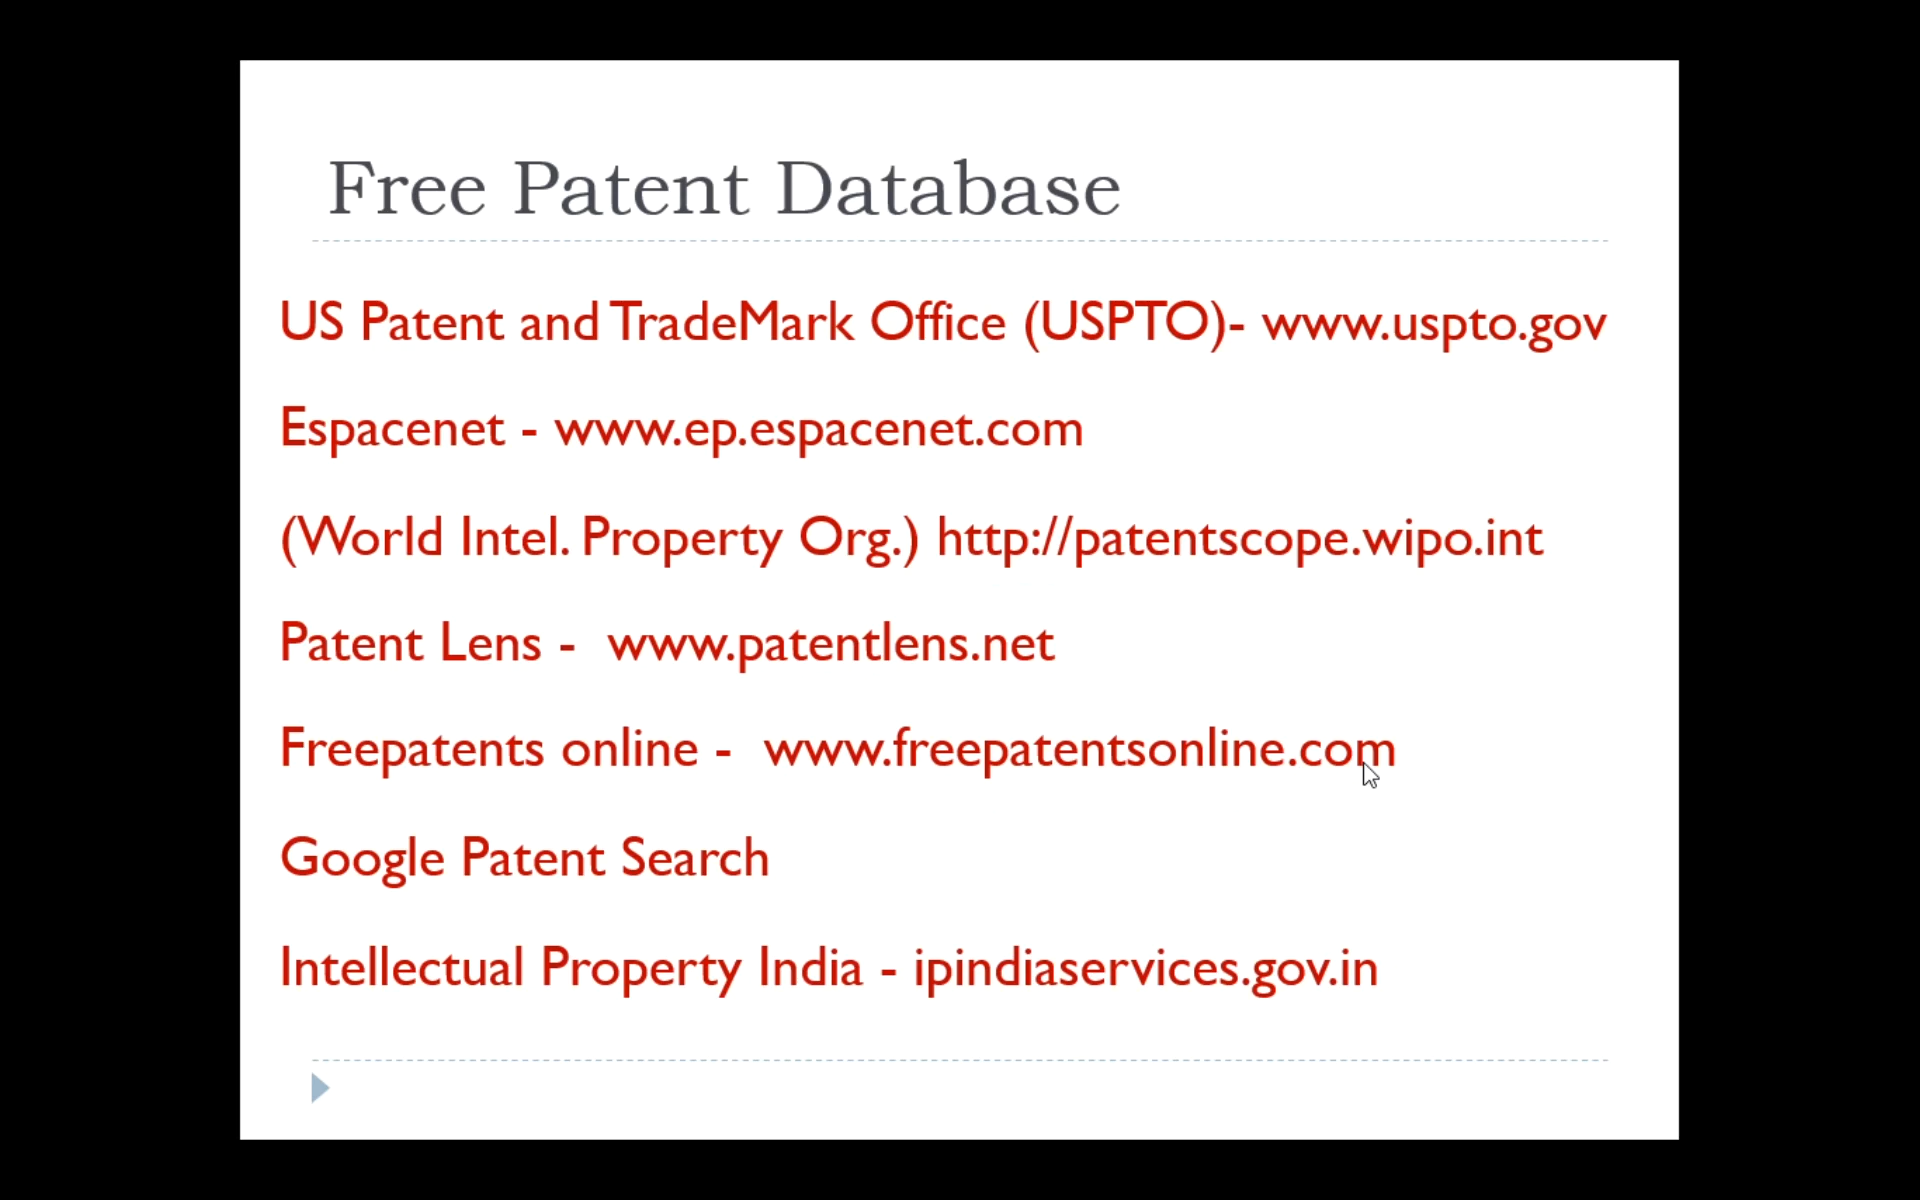 Free Patent Database
US Patent and TradeMark Office (USPTO)- www.uspto.gov
Espacenet - www.ep.espacenet.com
(World Intel. Property Org.) http://patentscope.wipo.int
Patent Lens -  www.patentlens.net
Freepatents online -  www.freepatentsonline.com
Google Patent Search
Intellectual Property India - ipindiaservices.gov.in